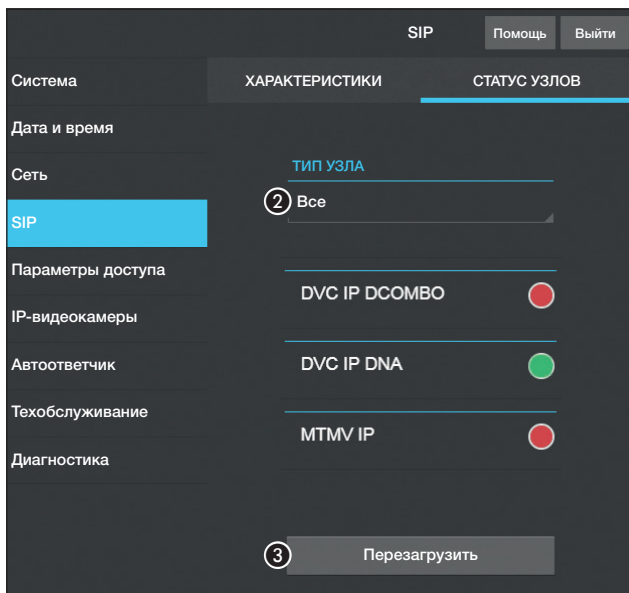 SIP
Помощь
Выйти
Система
ХАРАКТЕРИСТИКИ
СТАТУС УЗЛОВ
Дата и время
Сеть
SIP
Параметры доступа
IP-видеокамеры
Автоответчик
Техобслуживание
Диагностика
ТИП УЗЛА
2 Все
DVC IP DCOMBO
DVC IP DNA
MTMV IP
3 Перезагрузить